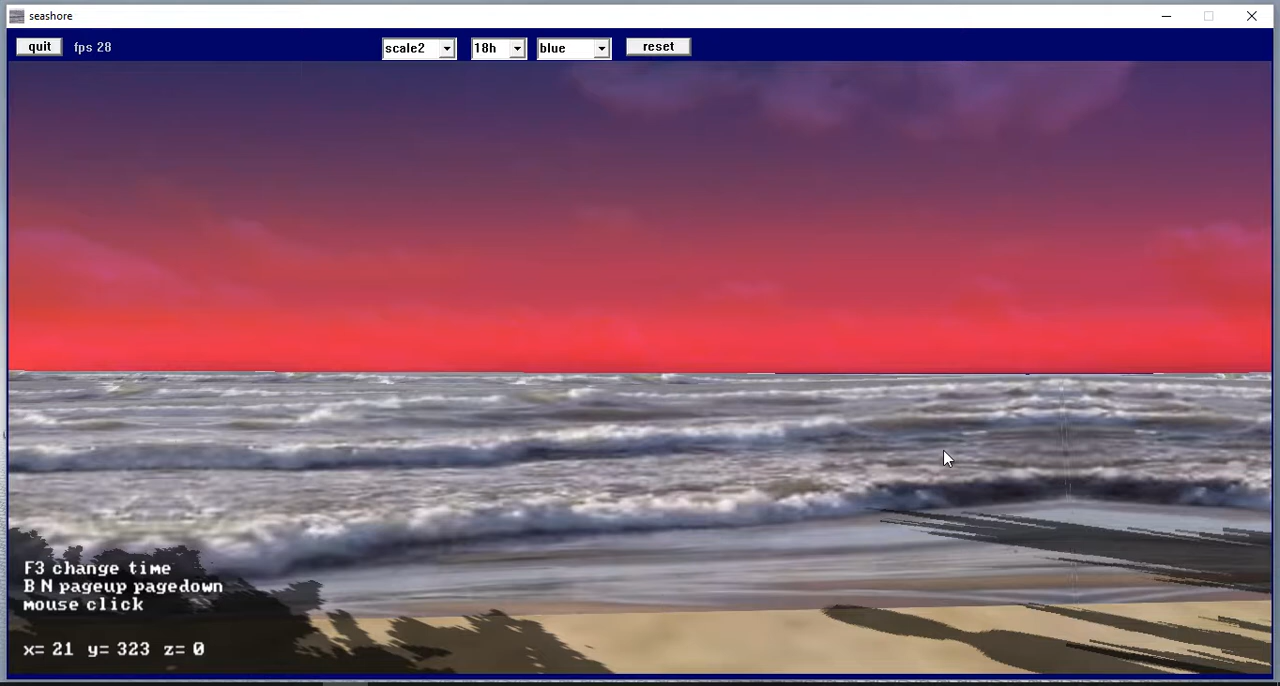 seashore
quit fps 28 scale2 18h blue reset
F3 change time
B N pageup pagedown
mouse click
x= 21 y= 323 z= 0